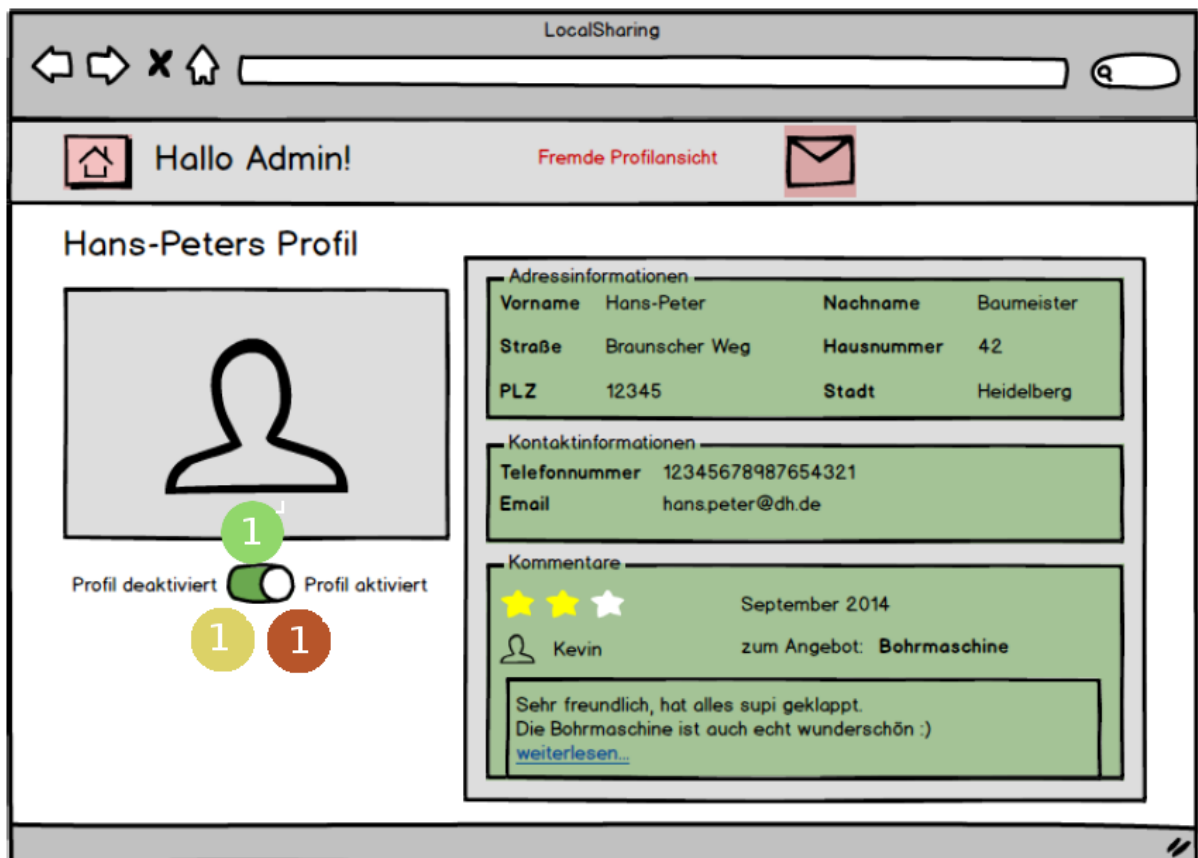 LocalSharing
Hallo Admin!
Fremde Profilansicht
Hans-Peters Profil
1
Profil deaktiviert
Profil aktiviert
1 1
Adressinformationen
Vorname Hans-Peter Nachname Baumeister
Straße Braunscher Weg Hausnummer 42
PLZ 12345 Stadt Heidelberg
Kontaktinformationen
Telefonnummer 12345678987654321
Email hans.peter@dh.de
Kommentare
September 2014
Kevin zum Angebot: Bohrmaschine
Sehr freundlich, hat alles supi geklappt.
Die Bohrmaschine ist auch echt wunderschön :)
weiterlesen...